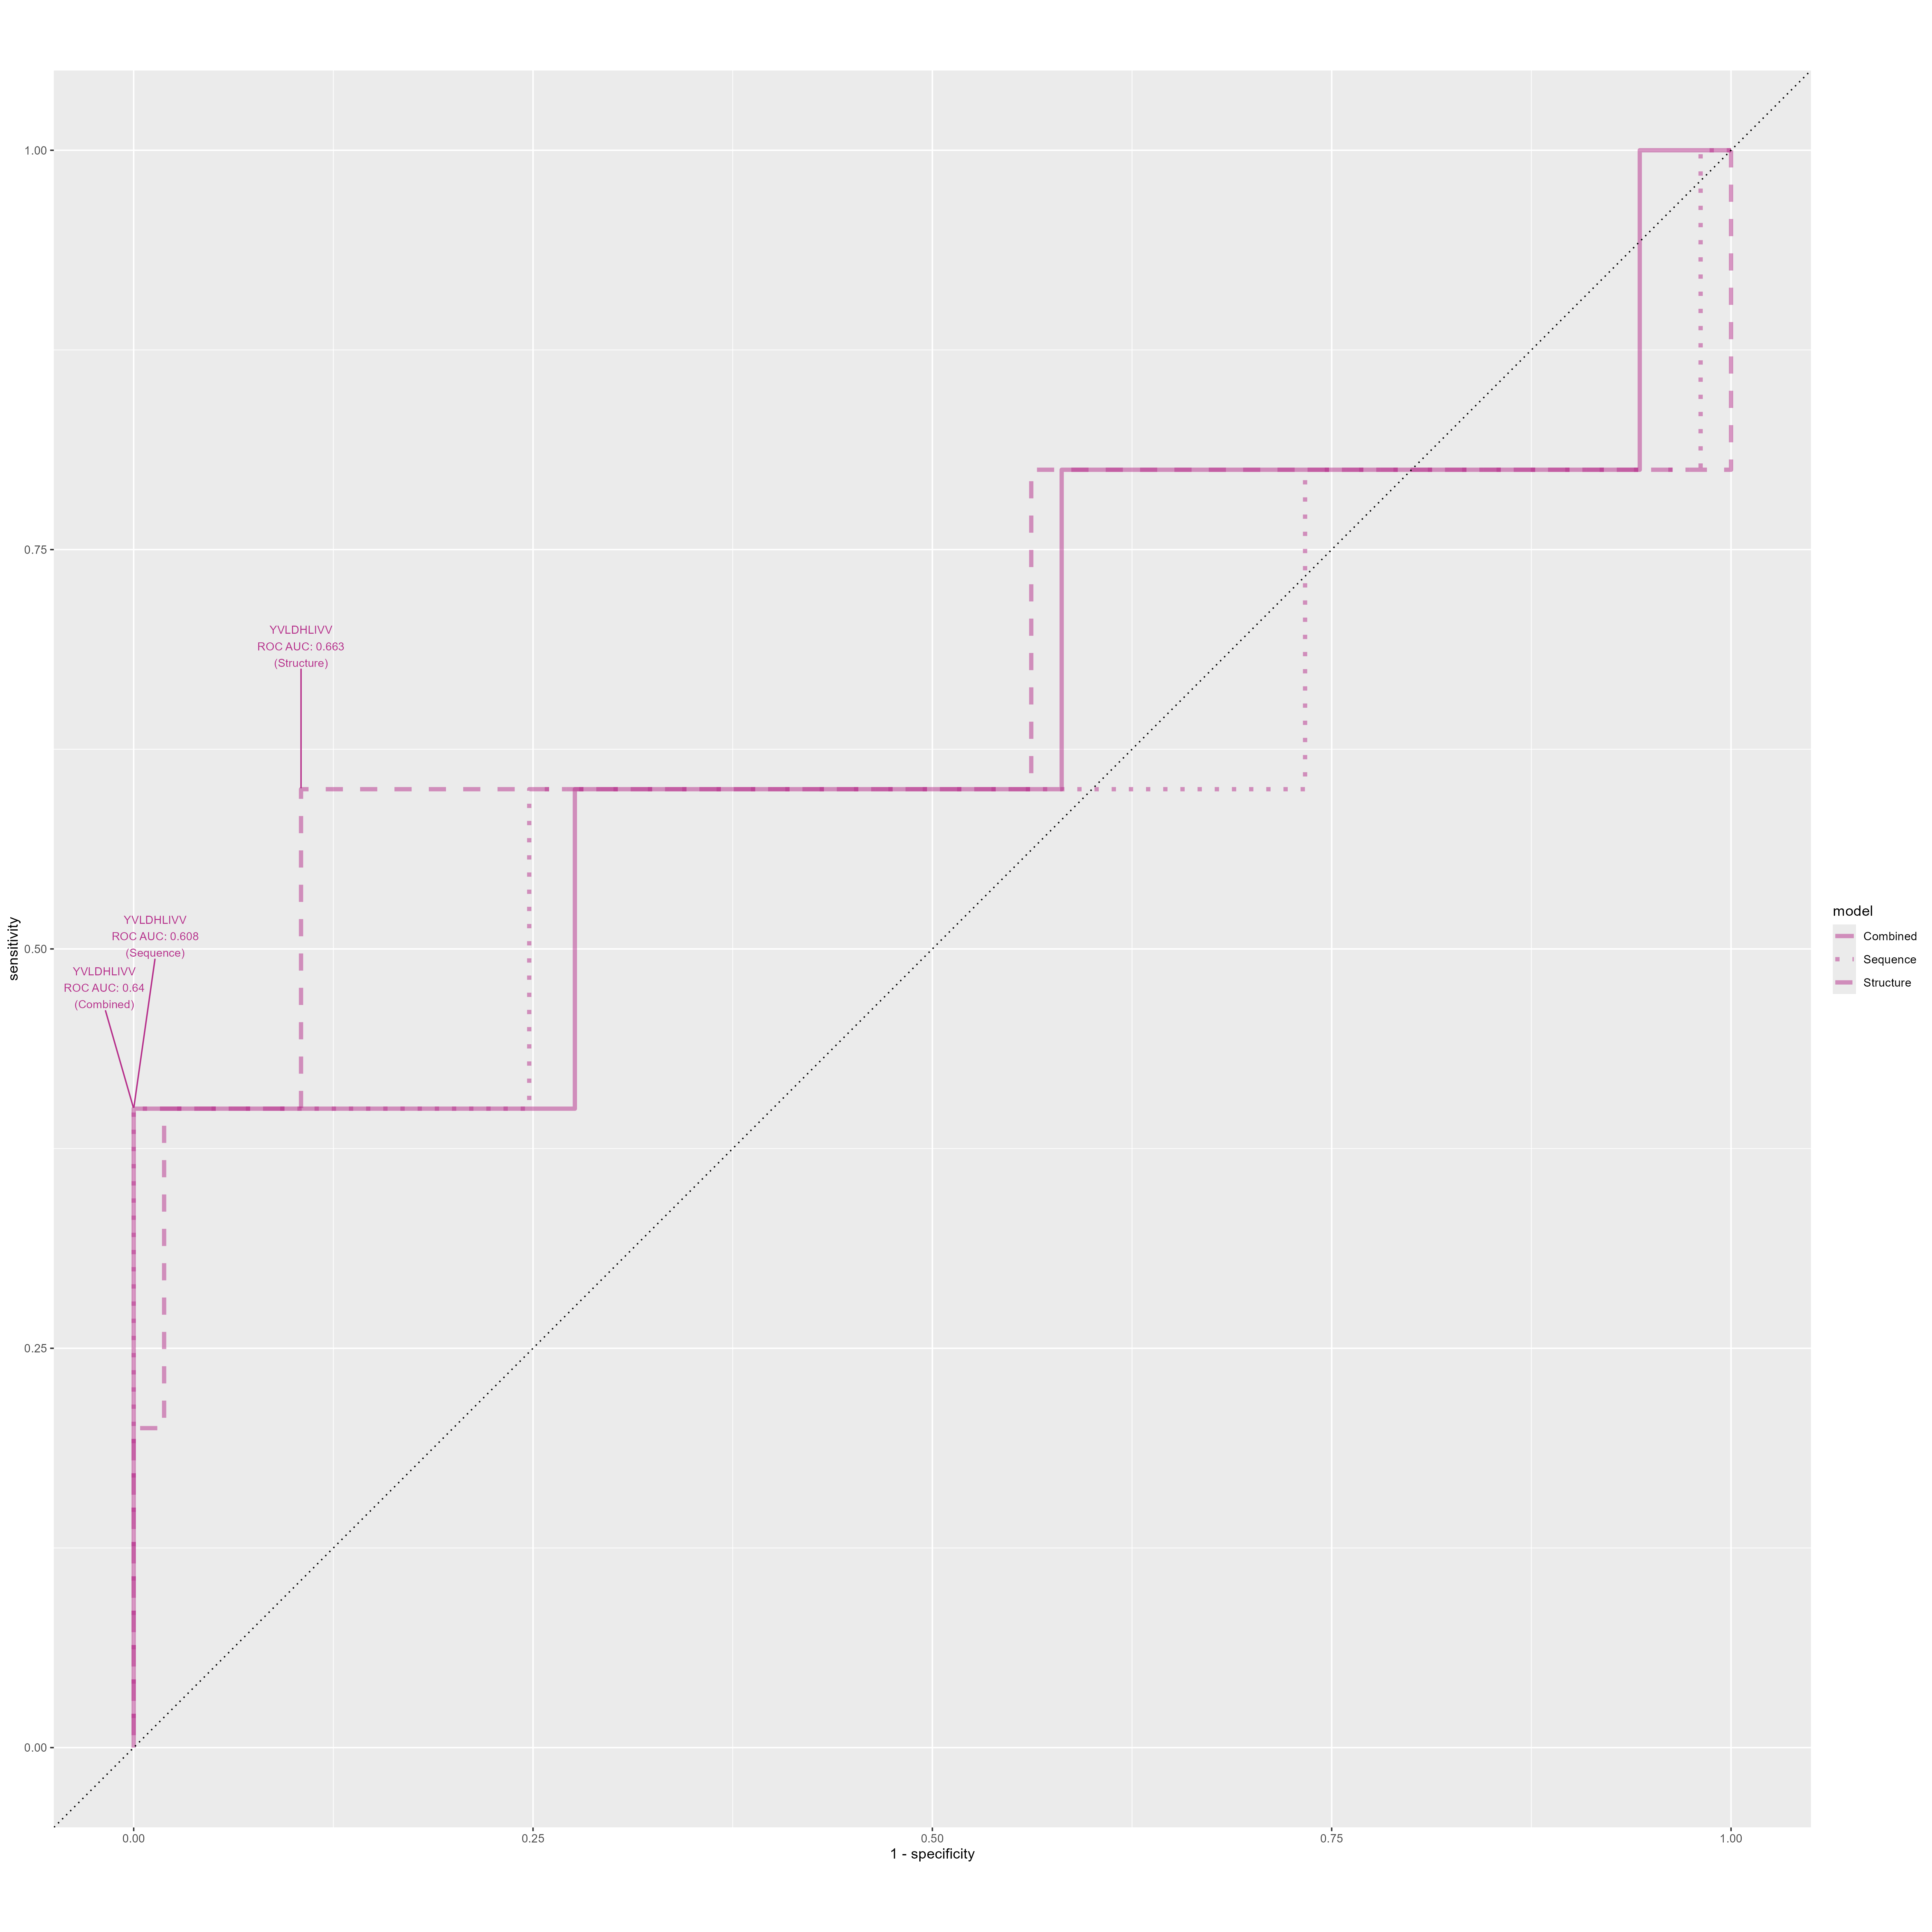 1.00
0.75
0.50
0.25
0.00
sensitivity
YVLDHLIVV
ROC AUC: 0.663
(Structure)
YVLDHLIVV
ROC AUC: 0.608
(Sequence)
YVLDHLIVV
ROC AUC: 0.64
(Combined)
0.00
0.25
0.50
0.75
1.00
1 - specificity
model
Combined
Sequence
Structure